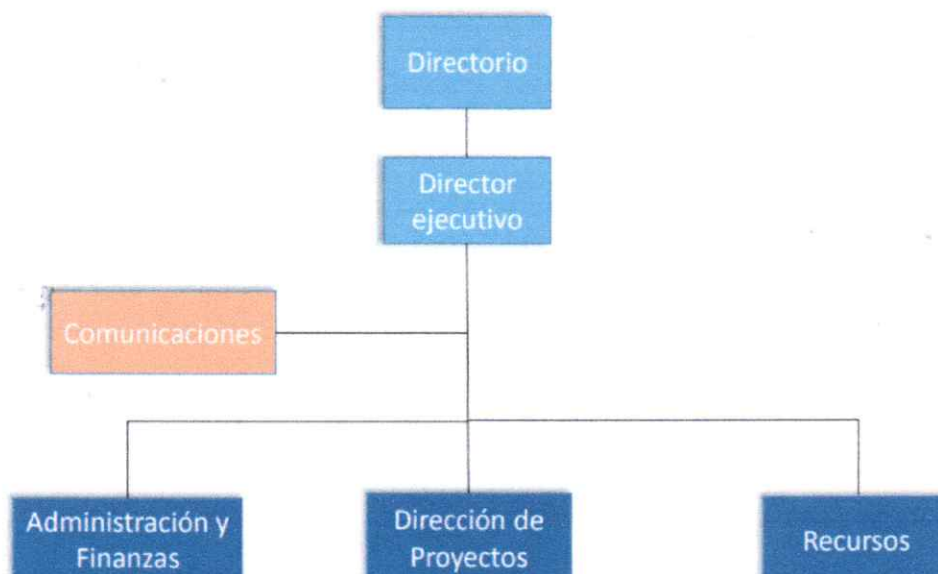 Directorio
Director
ejecutivo
Comunicaciones
Administración y
Finanzas
Dirección de
Proyectos
Recursos